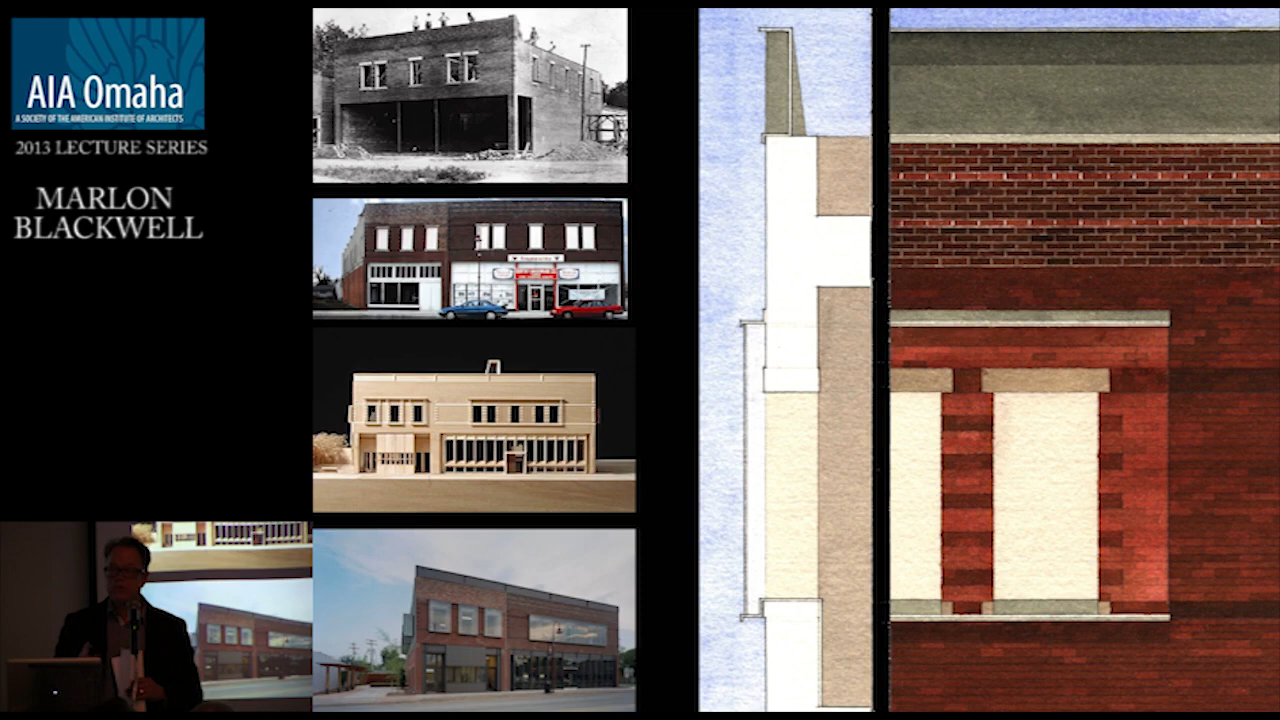 AIA Omaha
A SOCIETY OF THE AMERICAN INSTITUTE OF ARCHITECTS
2013 LECTURE SERIES
MARLON
BLACKWELL